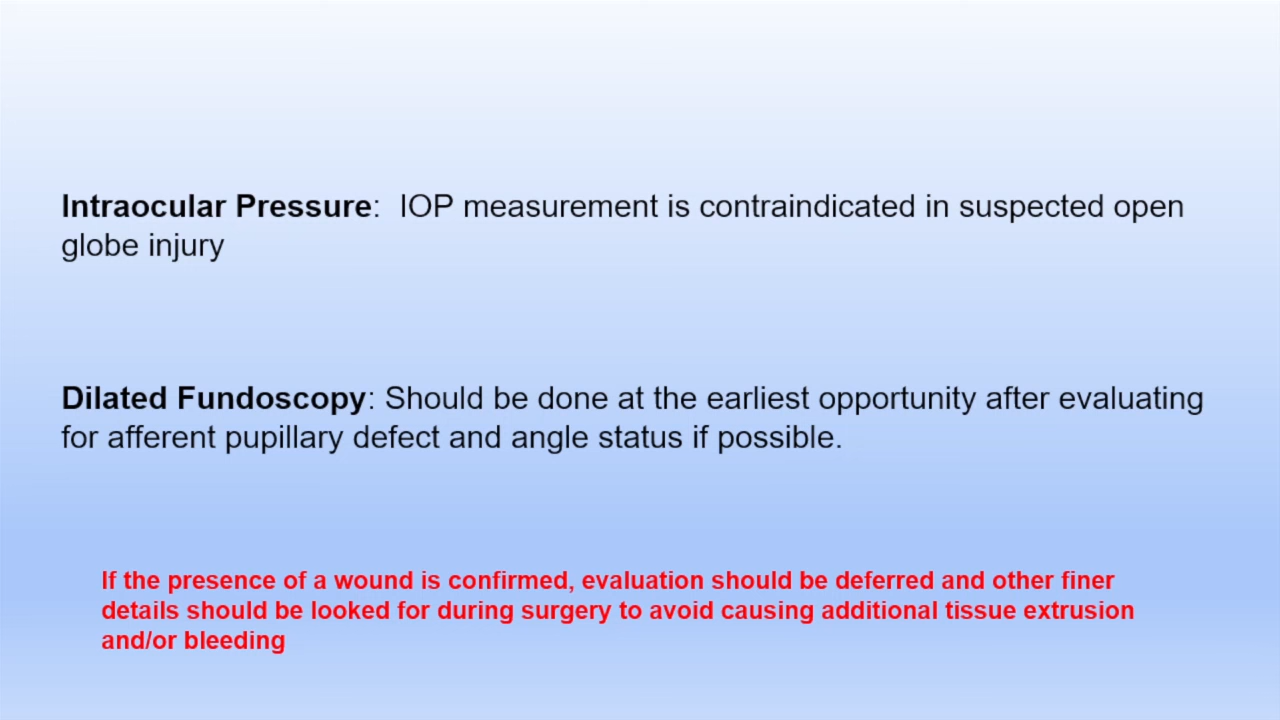 Intraocular Pressure:  IOP measurement is contraindicated in suspected open
globe injury
Dilated Fundoscopy: Should be done at the earliest opportunity after evaluating
for afferent pupillary defect and angle status if possible.
If the presence of a wound is confirmed, evaluation should be deferred and other finer
details should be looked for during surgery to avoid causing additional tissue extrusion
and/or bleeding